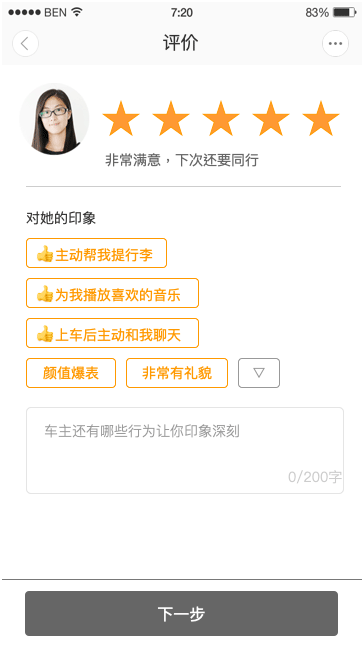 BEN 7:20 83%
评价
非常满意，下次还要同行
对她的印象
👍主动帮我提行李
👍为我播放喜欢的音乐
👍上车后主动和我聊天
颜值爆表 非常有礼貌 ▽
车主还有哪些行为让你印象深刻
0/200字
下一步